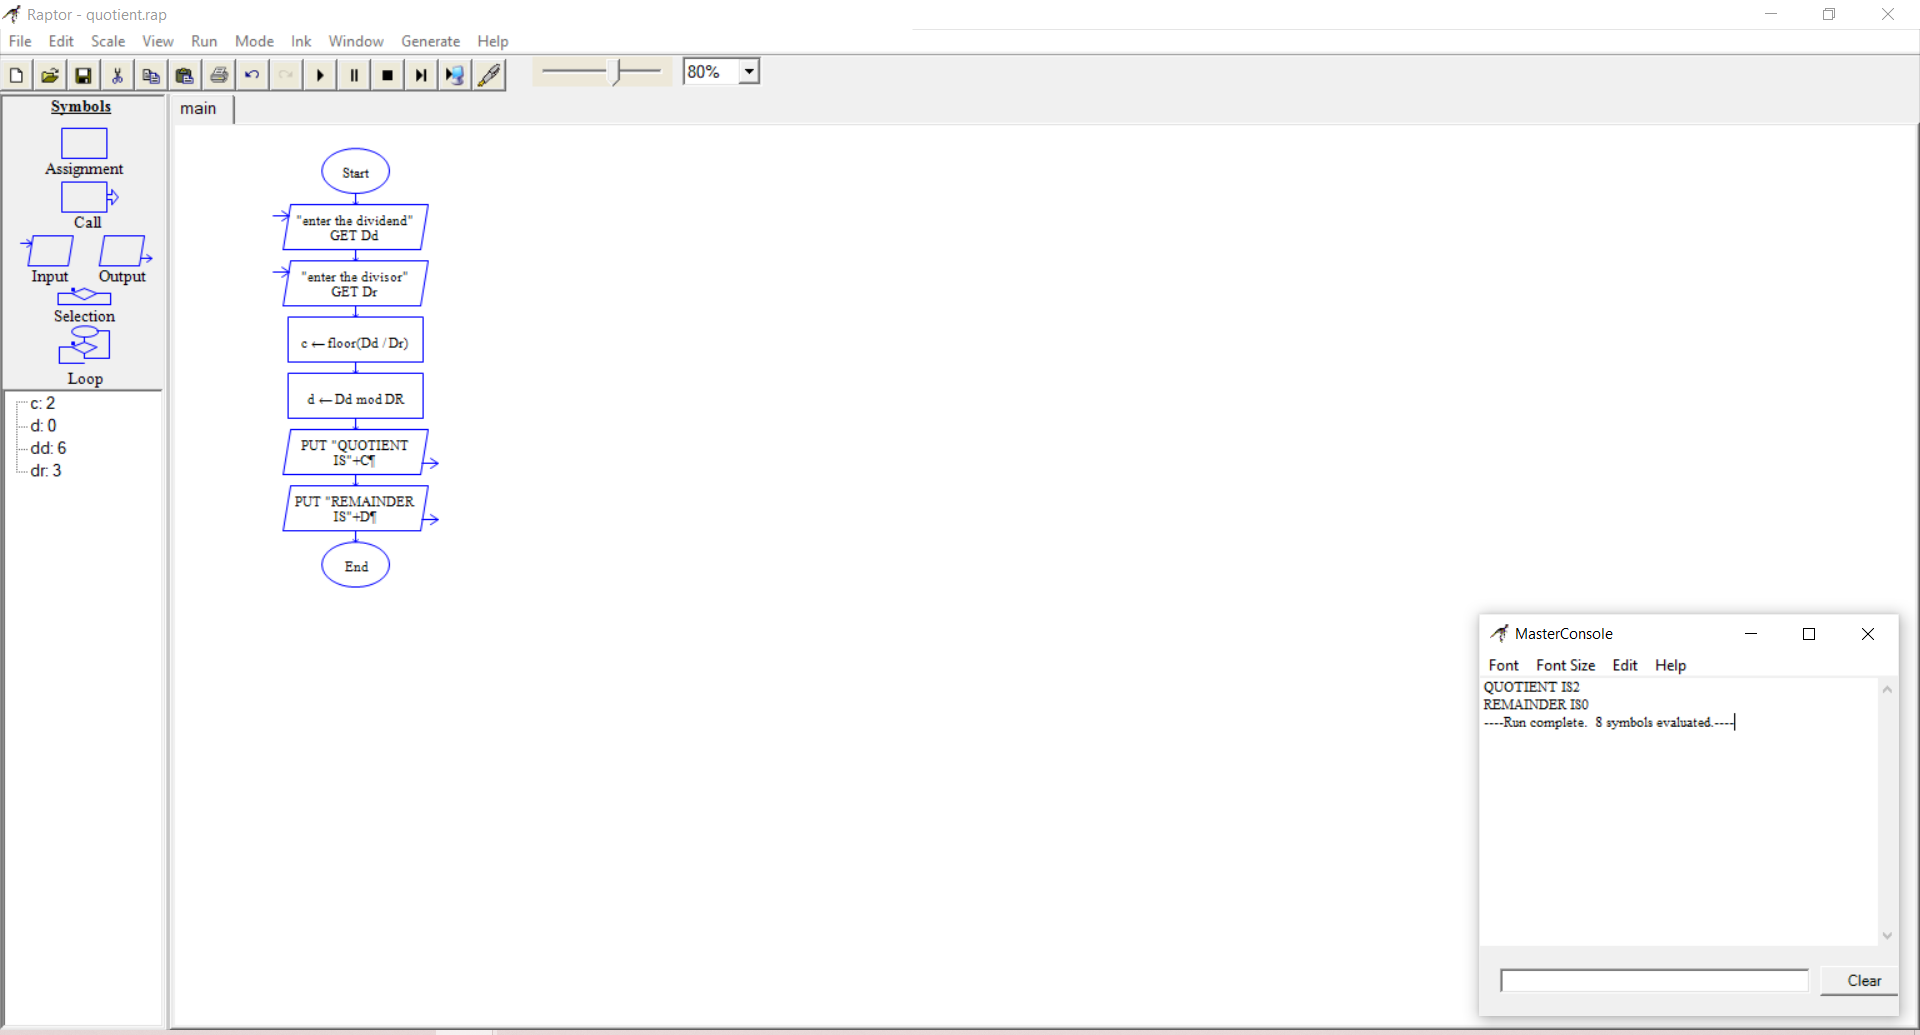 Raptor - quotient.rap
File Edit Scale View Run Mode Ink Window Generate Help
80%
Symbols
Assignment
Call
Input Output
Selection
Loop
c: 2
d: 0
dd: 6
dr: 3
main
Start
"enter the dividend"
GET Dd
"enter the divisor"
GET Dr
c ← floor(Dd / Dr)
d ← Dd mod DR
PUT "QUOTIENT
IS"+C¶
PUT "REMAINDER
IS"+D¶
End
MasterConsole
Font Font Size Edit Help
QUOTIENT IS2
REMAINDER IS0
----Run complete. 8 symbols evaluated.----
Clear